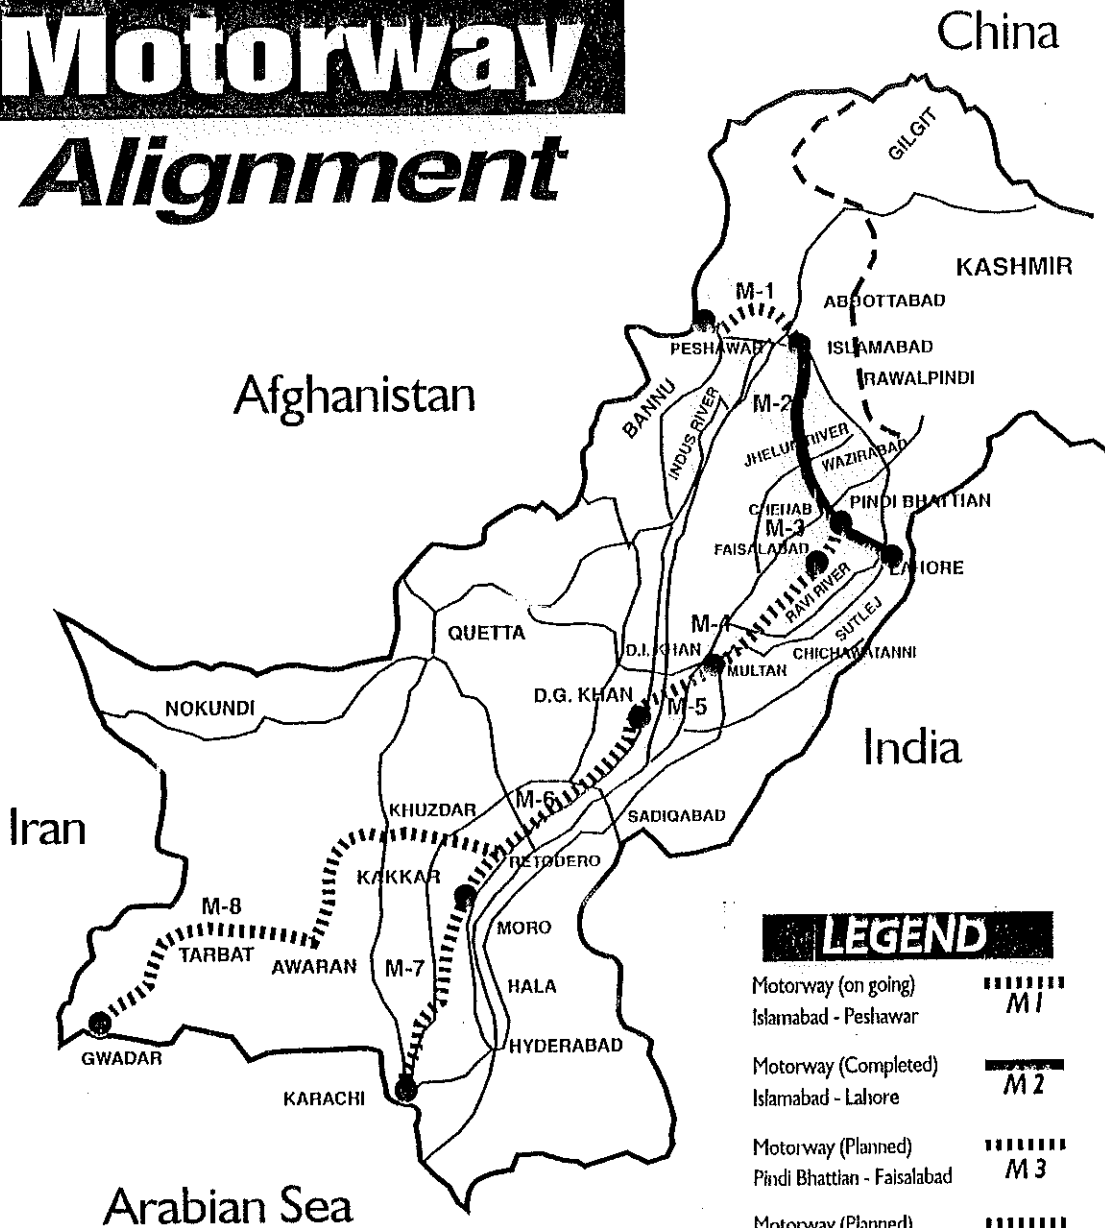 Motorway
Alignment
China
GILGIT
KASHMIR
M-1
ABBOTTABAD
PESHAWAR
ISLAMABAD
RAWALPINDI
Afghanistan
BANNU
INDUS RIVER
M-2
JHELUM RIVER
WAZIRABAD
CHENAB
PINDI BHATTIAN
M-3
FAISALABAD
LAHORE
RAVI RIVER
SUTLEJ
M-4
QUETTA
D.I. KHAN
CHICHAWATANNI
MULTAN
D.G. KHAN
M-5
NOKUNDI
India
M-6
Iran
KHUZDAR
SADIQABAD
RETODERO
KAKKAR
M-8
TARBAT
AWARAN
M-7
MORO
HALA
GWADAR
HYDERABAD
KARACHI
Arabian Sea
LEGEND
Motorway (on going)
Islamabad - Peshawar
M1
Motorway (Completed)
Islamabad - Lahore
M2
Motorway (Planned)
Pindi Bhattian - Faisalabad
M3
Motorway (Planned)